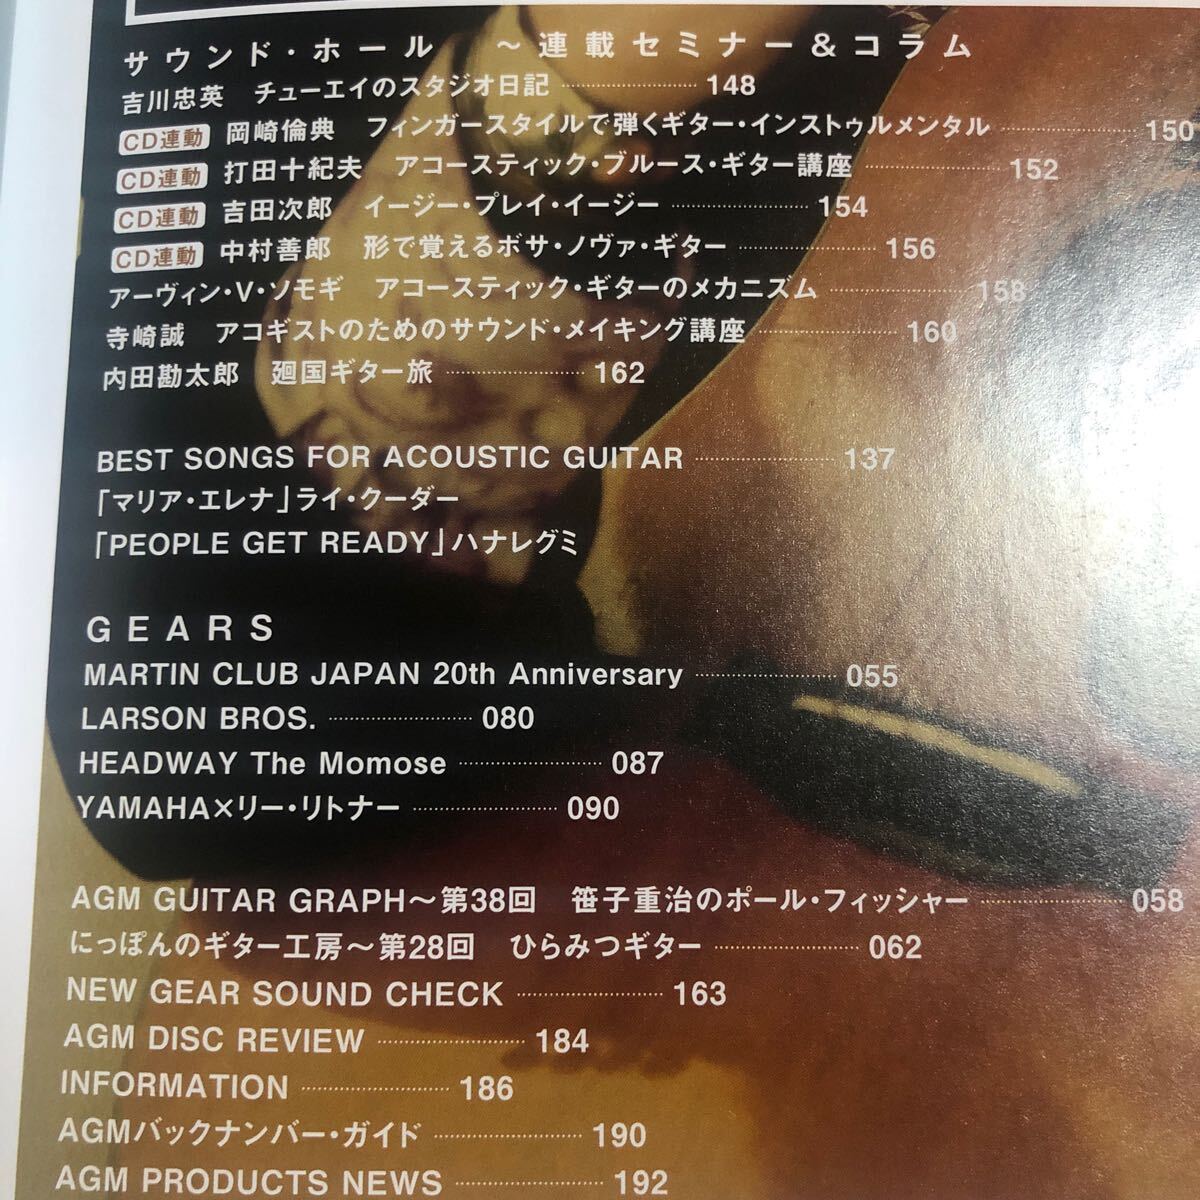 サウンド・ホール ～連載セミナー＆コラム
吉川忠英 チューエイのスタジオ日記 148
CD連動 岡崎倫典 フィンガースタイルで弾くギター・インストゥルメンタル 150
CD連動 打田十紀夫 アコースティック・ブルース・ギター講座 152
CD連動 吉田次郎 イージー・プレイ・イージー 154
CD連動 中村善郎 形で覚えるボサ・ノヴァ・ギター 156
アーヴィン・V・ソモギ アコースティック・ギターのメカニズム 158
寺崎誠 アコギストのためのサウンド・メイキング講座 160
内田勘太郎 廻国ギター旅 162
BEST SONGS FOR ACOUSTIC GUITAR 137
「マリア・エレナ」ライ・クーダー
「PEOPLE GET READY」ハナレグミ
GEARS
MARTIN CLUB JAPAN 20th Anniversary 055
LARSON BROS. 080
HEADWAY The Momose 087
YAMAHA×リー・リトナー 090
AGM GUITAR GRAPH～第38回 笹子重治のポール・フィッシャー 058
にっぽんのギター工房～第28回 ひらみつギター 062
NEW GEAR SOUND CHECK 163
AGM DISC REVIEW 184
INFORMATION 186
AGMバックナンバー・ガイド 190
AGM PRODUCTS NEWS 192